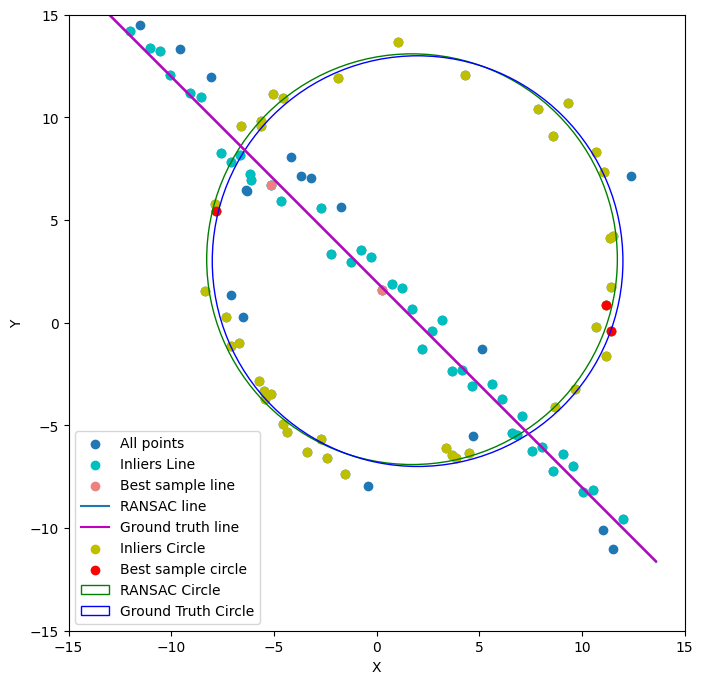 15
10
5
0
−5
−10
−15
Y
All points
Inliers Line
Best sample line
RANSAC line
Ground truth line
Inliers Circle
Best sample circle
RANSAC Circle
Ground Truth Circle
−15 −10 −5 0 5 10 15
X